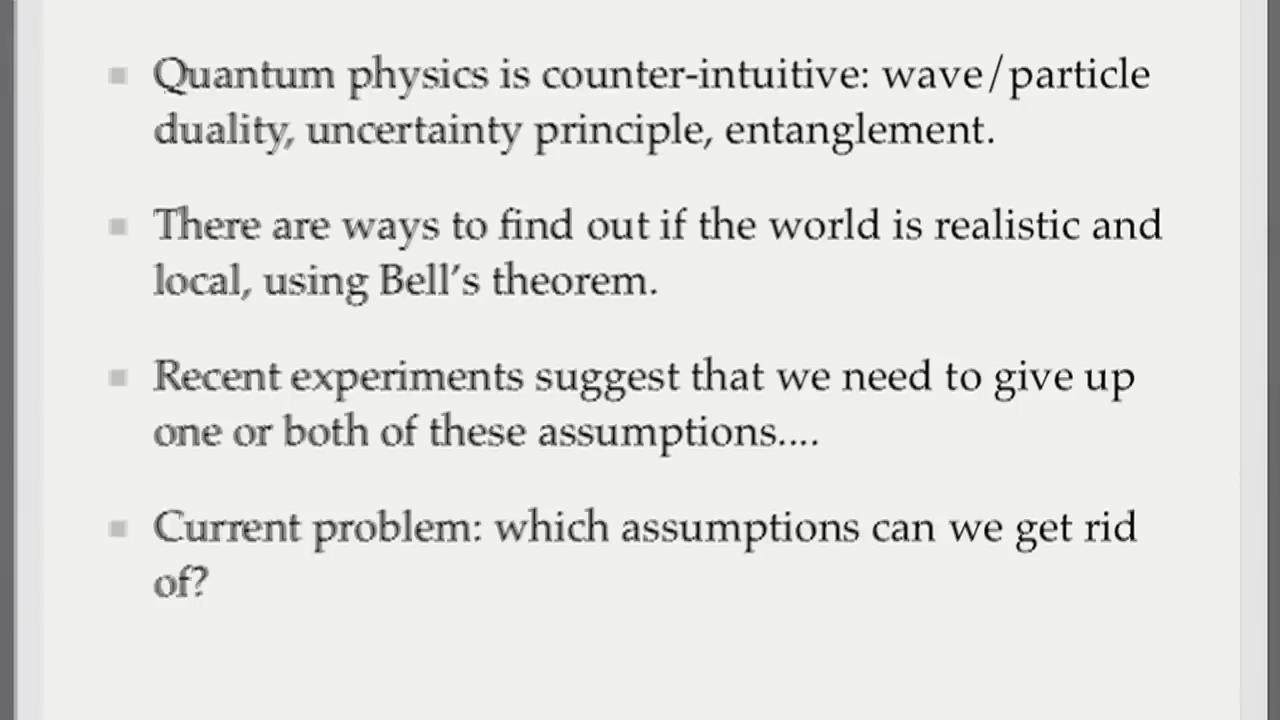 Quantum physics is counter-intuitive: wave/particle
duality, uncertainty principle, entanglement.
There are ways to find out if the world is realistic and
local, using Bell's theorem.
Recent experiments suggest that we need to give up
one or both of these assumptions....
Current problem: which assumptions can we get rid
of?